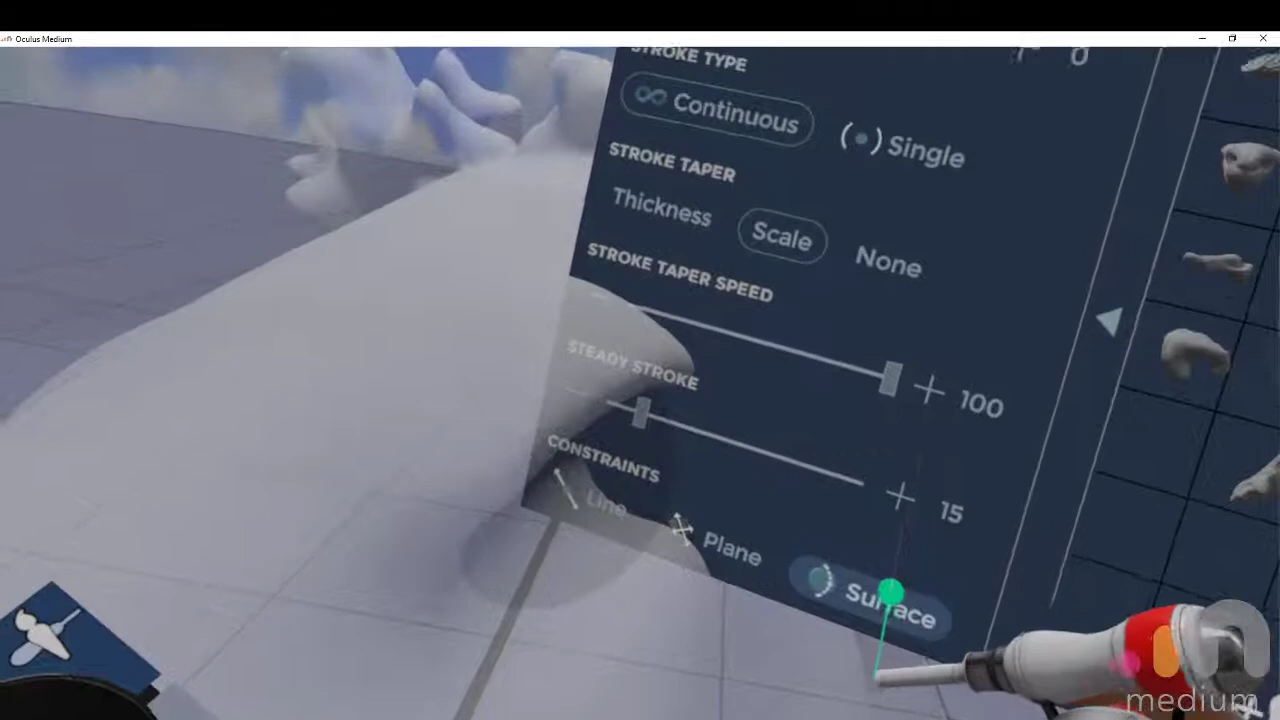 Oculus Medium
STROKE TYPE
0
Continuous
Single
STROKE TAPER
Thickness
Scale
None
STROKE TAPER SPEED
100
STEADY STROKE
15
CONSTRAINTS
Line
Plane
Surface
medium